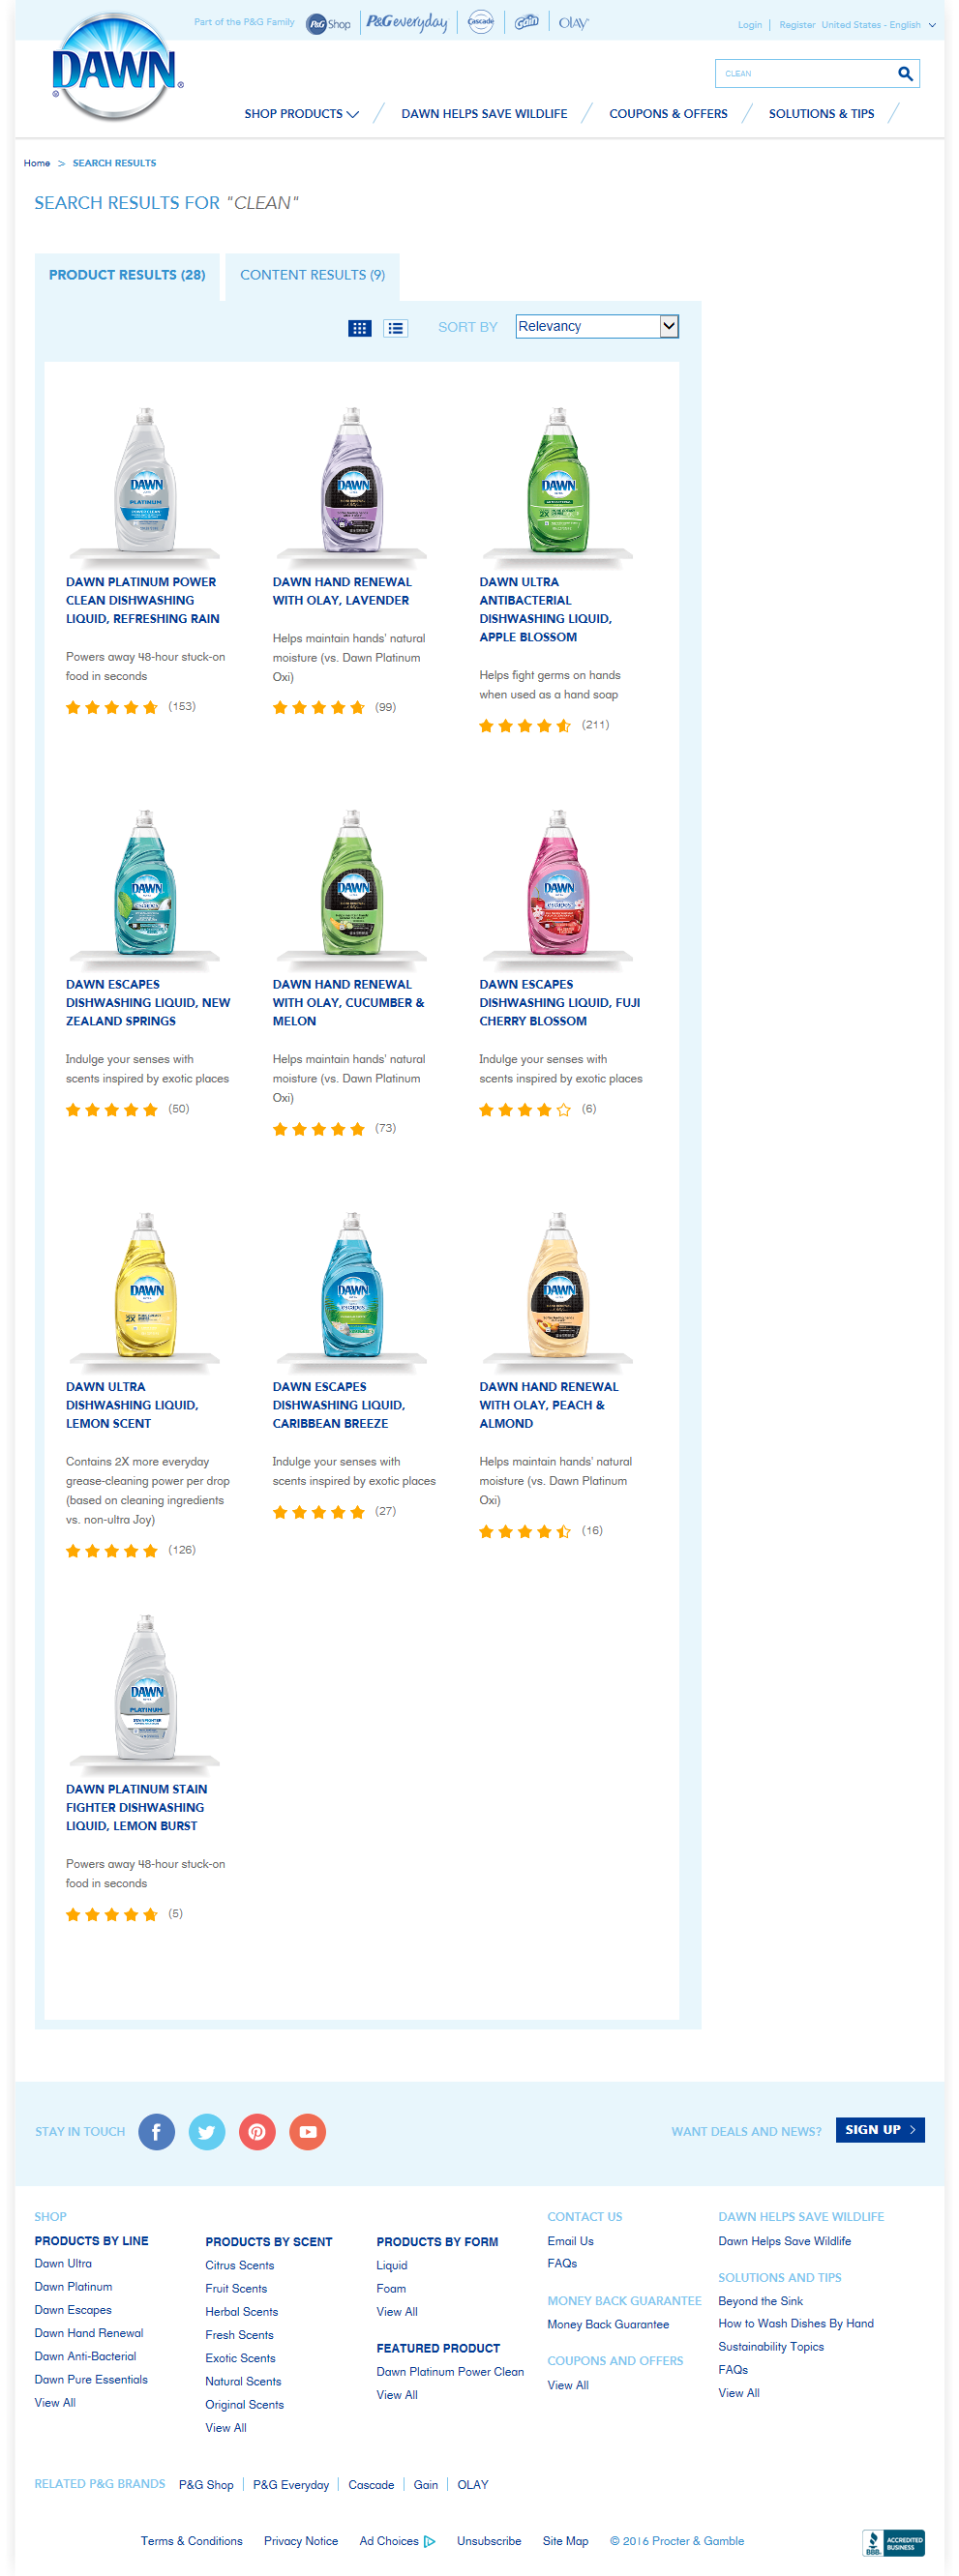 Part of the P&G Family P&G Shop P&G everyday Cascade Gain OLAY
Login Register United States - English
DAWN
CLEAN
SHOP PRODUCTS DAWN HELPS SAVE WILDLIFE COUPONS & OFFERS SOLUTIONS & TIPS
Home > SEARCH RESULTS
SEARCH RESULTS FOR "CLEAN"
PRODUCT RESULTS (28) CONTENT RESULTS (9)
SORT BY Relevancy
DAWN
PLATINUM
DAWN
DAWN
2X
DAWN PLATINUM POWER
CLEAN DISHWASHING
LIQUID, REFRESHING RAIN
Powers away 48-hour stuck-on
food in seconds
(153)
DAWN HAND RENEWAL
WITH OLAY, LAVENDER
Helps maintain hands' natural
moisture (vs. Dawn Platinum
Oxi)
(99)
DAWN ULTRA
ANTIBACTERIAL
DISHWASHING LIQUID,
APPLE BLOSSOM
Helps fight germs on hands
when used as a hand soap
(211)
DAWN
escapes
DAWN
DAWN
escapes
DAWN ESCAPES
DISHWASHING LIQUID, NEW
ZEALAND SPRINGS
Indulge your senses with
scents inspired by exotic places
(50)
DAWN HAND RENEWAL
WITH OLAY, CUCUMBER &
MELON
Helps maintain hands' natural
moisture (vs. Dawn Platinum
Oxi)
(73)
DAWN ESCAPES
DISHWASHING LIQUID, FUJI
CHERRY BLOSSOM
Indulge your senses with
scents inspired by exotic places
(6)
DAWN
2X
DAWN
escapes
DAWN
DAWN ULTRA
DISHWASHING LIQUID,
LEMON SCENT
Contains 2X more everyday
grease-cleaning power per drop
(based on cleaning ingredients
vs. non-ultra Joy)
(126)
DAWN ESCAPES
DISHWASHING LIQUID,
CARIBBEAN BREEZE
Indulge your senses with
scents inspired by exotic places
(27)
DAWN HAND RENEWAL
WITH OLAY, PEACH &
ALMOND
Helps maintain hands' natural
moisture (vs. Dawn Platinum
Oxi)
(16)
DAWN
PLATINUM
DAWN PLATINUM STAIN
FIGHTER DISHWASHING
LIQUID, LEMON BURST
Powers away 48-hour stuck-on
food in seconds
(5)
STAY IN TOUCH
WANT DEALS AND NEWS? SIGN UP >
SHOP
PRODUCTS BY LINE
Dawn Ultra
Dawn Platinum
Dawn Escapes
Dawn Hand Renewal
Dawn Anti-Bacterial
Dawn Pure Essentials
View All
PRODUCTS BY SCENT
Citrus Scents
Fruit Scents
Herbal Scents
Fresh Scents
Exotic Scents
Natural Scents
Original Scents
View All
PRODUCTS BY FORM
Liquid
Foam
View All
FEATURED PRODUCT
Dawn Platinum Power Clean
View All
CONTACT US
Email Us
FAQs
MONEY BACK GUARANTEE
Money Back Guarantee
COUPONS AND OFFERS
View All
DAWN HELPS SAVE WILDLIFE
Dawn Helps Save Wildlife
SOLUTIONS AND TIPS
Beyond the Sink
How to Wash Dishes By Hand
Sustainability Topics
FAQs
View All
RELATED P&G BRANDS P&G Shop P&G Everyday Cascade Gain OLAY
Terms & Conditions Privacy Notice Ad Choices Unsubscribe Site Map © 2016 Procter & Gamble
BBB. ACCREDITED
BUSINESS